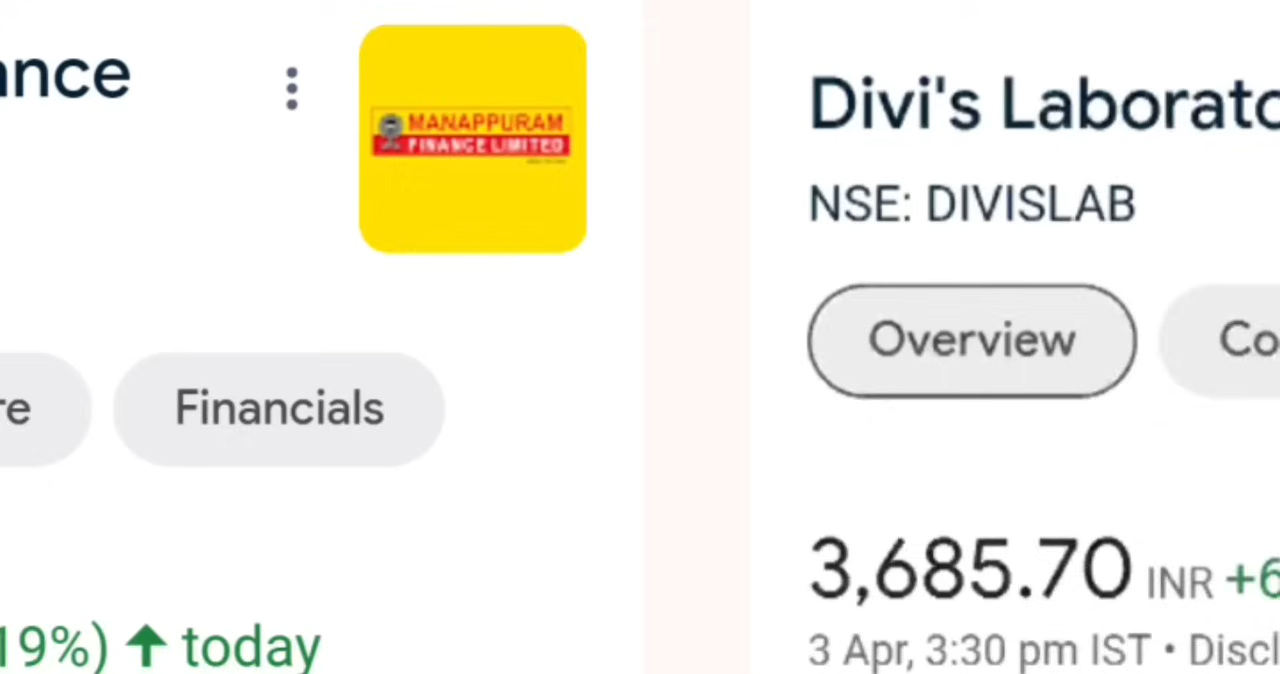 ance
MANAPPURAM
FINANCE LIMITED
re
Financials
19%) ↑ today
Divi's Laborato
NSE: DIVISLAB
Overview
Co
3,685.70 INR +6
3 Apr, 3:30 pm IST • Discl